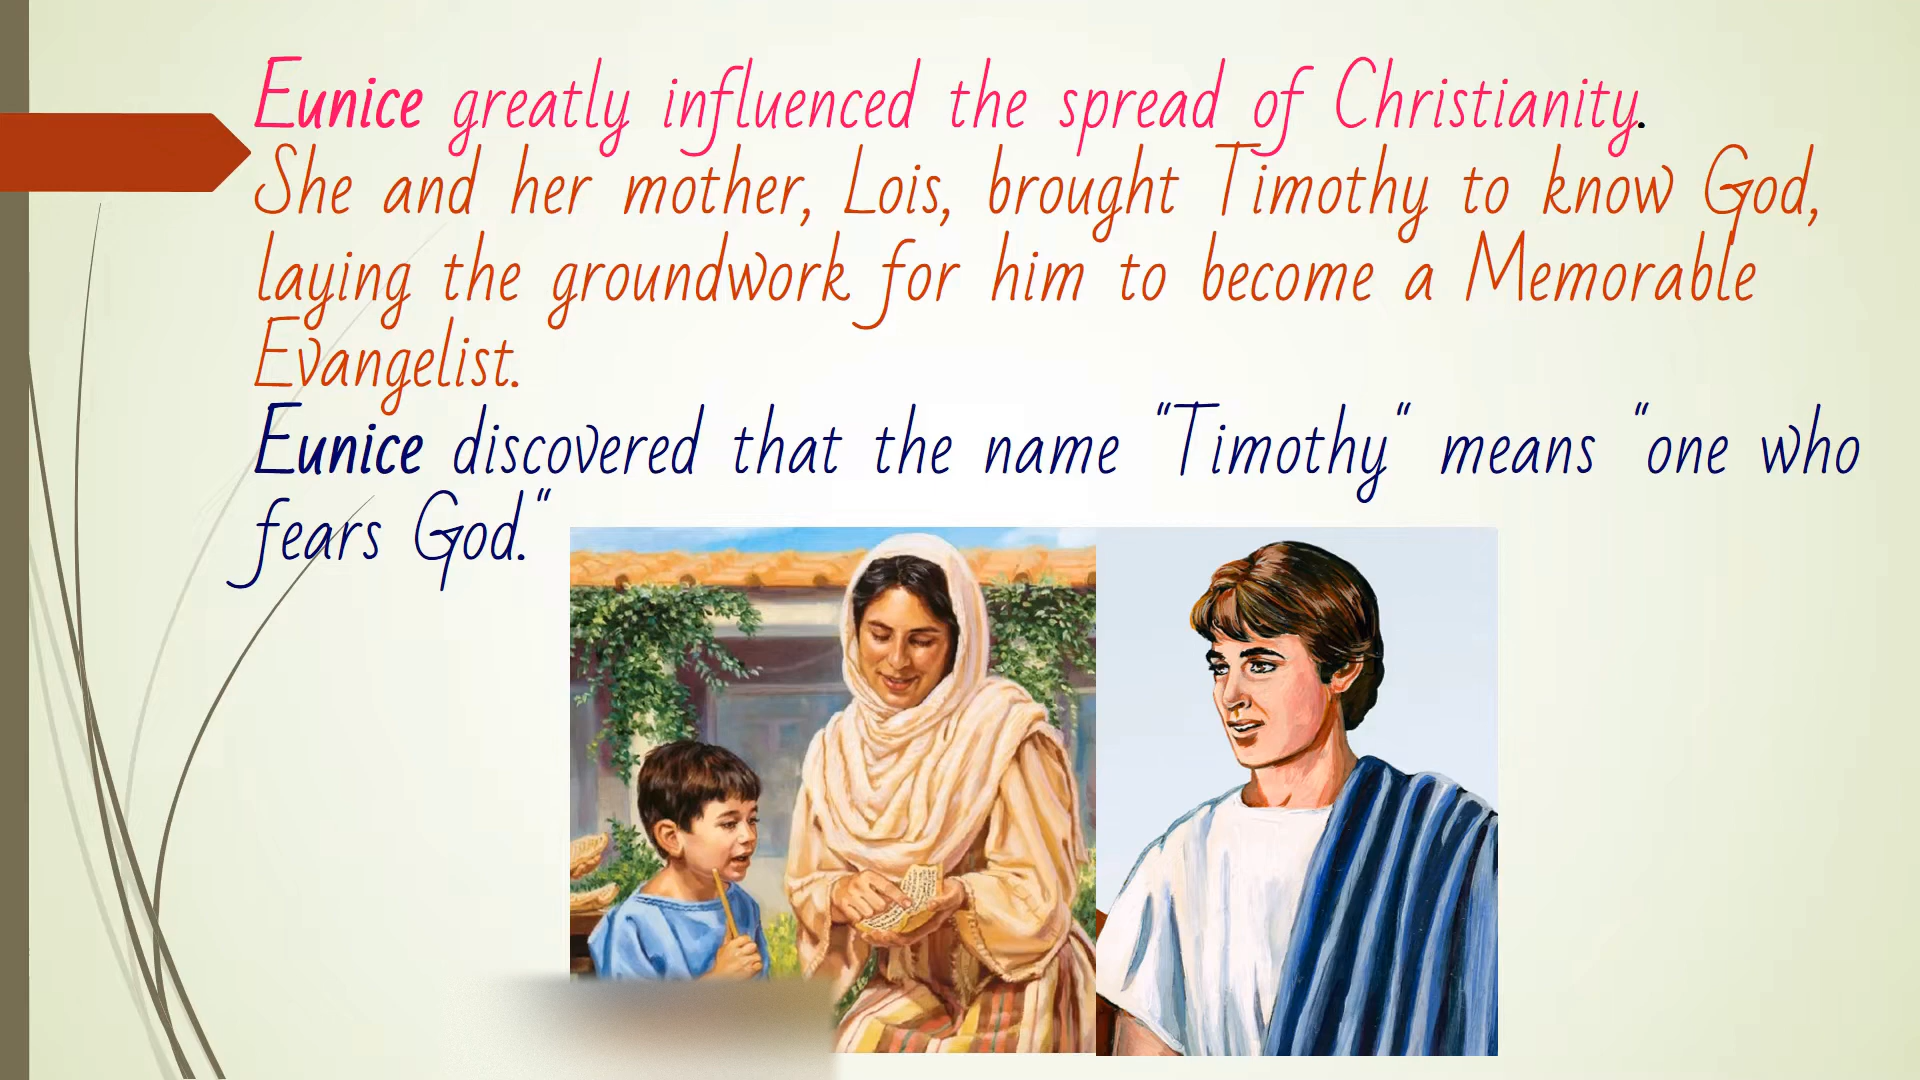 Eunice greatly influenced the spread of Christianity.
She and her mother, Lois, brought Timothy to know God,
laying the groundwork for him to become a Memorable
Evangelist.
Eunice discovered that the name "Timothy" means "one who
fears God."